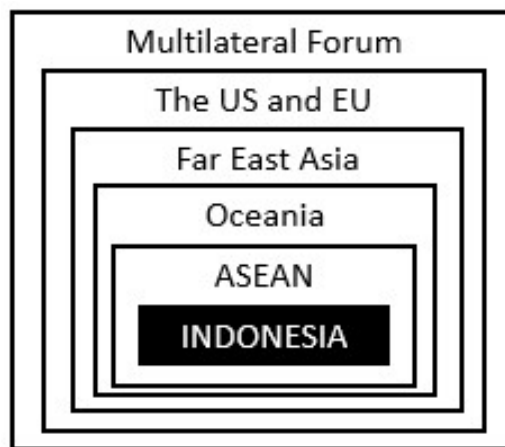 Multilateral Forum
The US and EU
Far East Asia
Oceania
ASEAN
INDONESIA